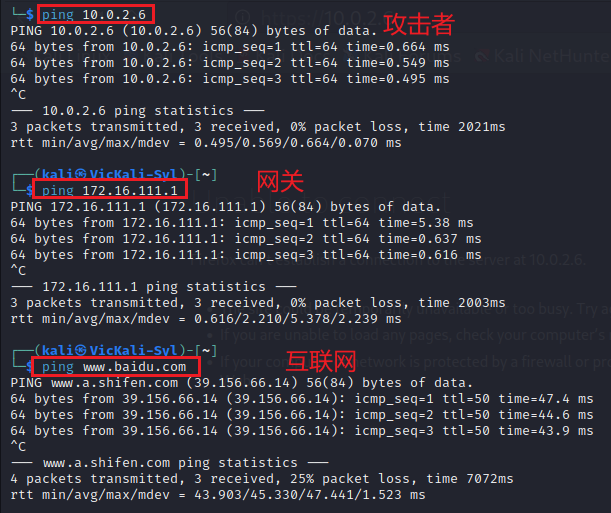 └─$ ping 10.0.2.6
PING 10.0.2.6 (10.0.2.6) 56(84) bytes of data. 攻击者
64 bytes from 10.0.2.6: icmp_seq=1 ttl=64 time=0.664 ms
64 bytes from 10.0.2.6: icmp_seq=2 ttl=64 time=0.549 ms
64 bytes from 10.0.2.6: icmp_seq=3 ttl=64 time=0.495 ms
^C
── 10.0.2.6 ping statistics ──
3 packets transmitted, 3 received, 0% packet loss, time 2021ms
rtt min/avg/max/mdev = 0.495/0.569/0.664/0.070 ms
┌──(kali㉿VicKali-Syl)-[~] 网关
└─$ ping 172.16.111.1
PING 172.16.111.1 (172.16.111.1) 56(84) bytes of data.
64 bytes from 172.16.111.1: icmp_seq=1 ttl=64 time=5.38 ms
64 bytes from 172.16.111.1: icmp_seq=2 ttl=64 time=0.637 ms
64 bytes from 172.16.111.1: icmp_seq=3 ttl=64 time=0.616 ms
^C
── 172.16.111.1 ping statistics ──
3 packets transmitted, 3 received, 0% packet loss, time 2003ms
rtt min/avg/max/mdev = 0.616/2.210/5.378/2.239 ms
┌──(kali㉿VicKali-Syl)-[~] 互联网
└─$ ping www.baidu.com
PING www.a.shifen.com (39.156.66.14) 56(84) bytes of data.
64 bytes from 39.156.66.14 (39.156.66.14): icmp_seq=1 ttl=50 time=47.4 ms
64 bytes from 39.156.66.14 (39.156.66.14): icmp_seq=2 ttl=50 time=44.6 ms
64 bytes from 39.156.66.14 (39.156.66.14): icmp_seq=3 ttl=50 time=43.9 ms
^C
── www.a.shifen.com ping statistics ──
4 packets transmitted, 3 received, 25% packet loss, time 7072ms
rtt min/avg/max/mdev = 43.903/45.330/47.441/1.523 ms